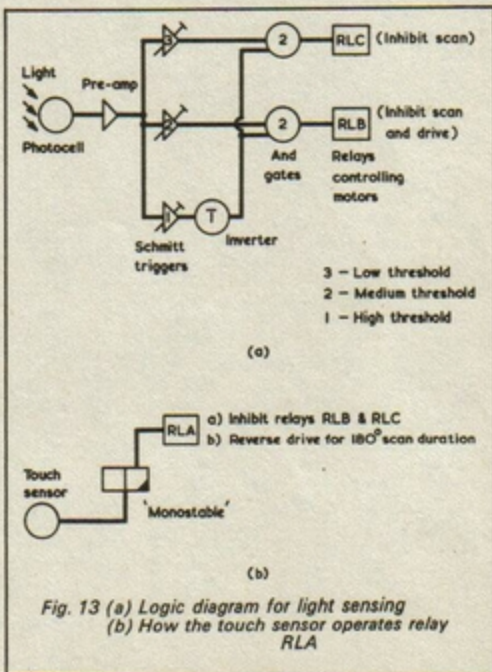 3
2
RLC
(Inhibit scan)
Light
Pre-amp
Photocell
2
2
RLB
(Inhibit scan
and drive)
And
gates
Relays
controlling
motors
1
T
Inverter
Schmitt
triggers
3 – Low threshold
2 – Medium threshold
1 – High threshold
(a)
RLA
a) Inhibit relays RLB & RLC
b) Reverse drive for 180° scan duration
Touch
sensor
'Monostable'
(b)
Fig. 13 (a) Logic diagram for light sensing
(b) How the touch sensor operates relay
RLA